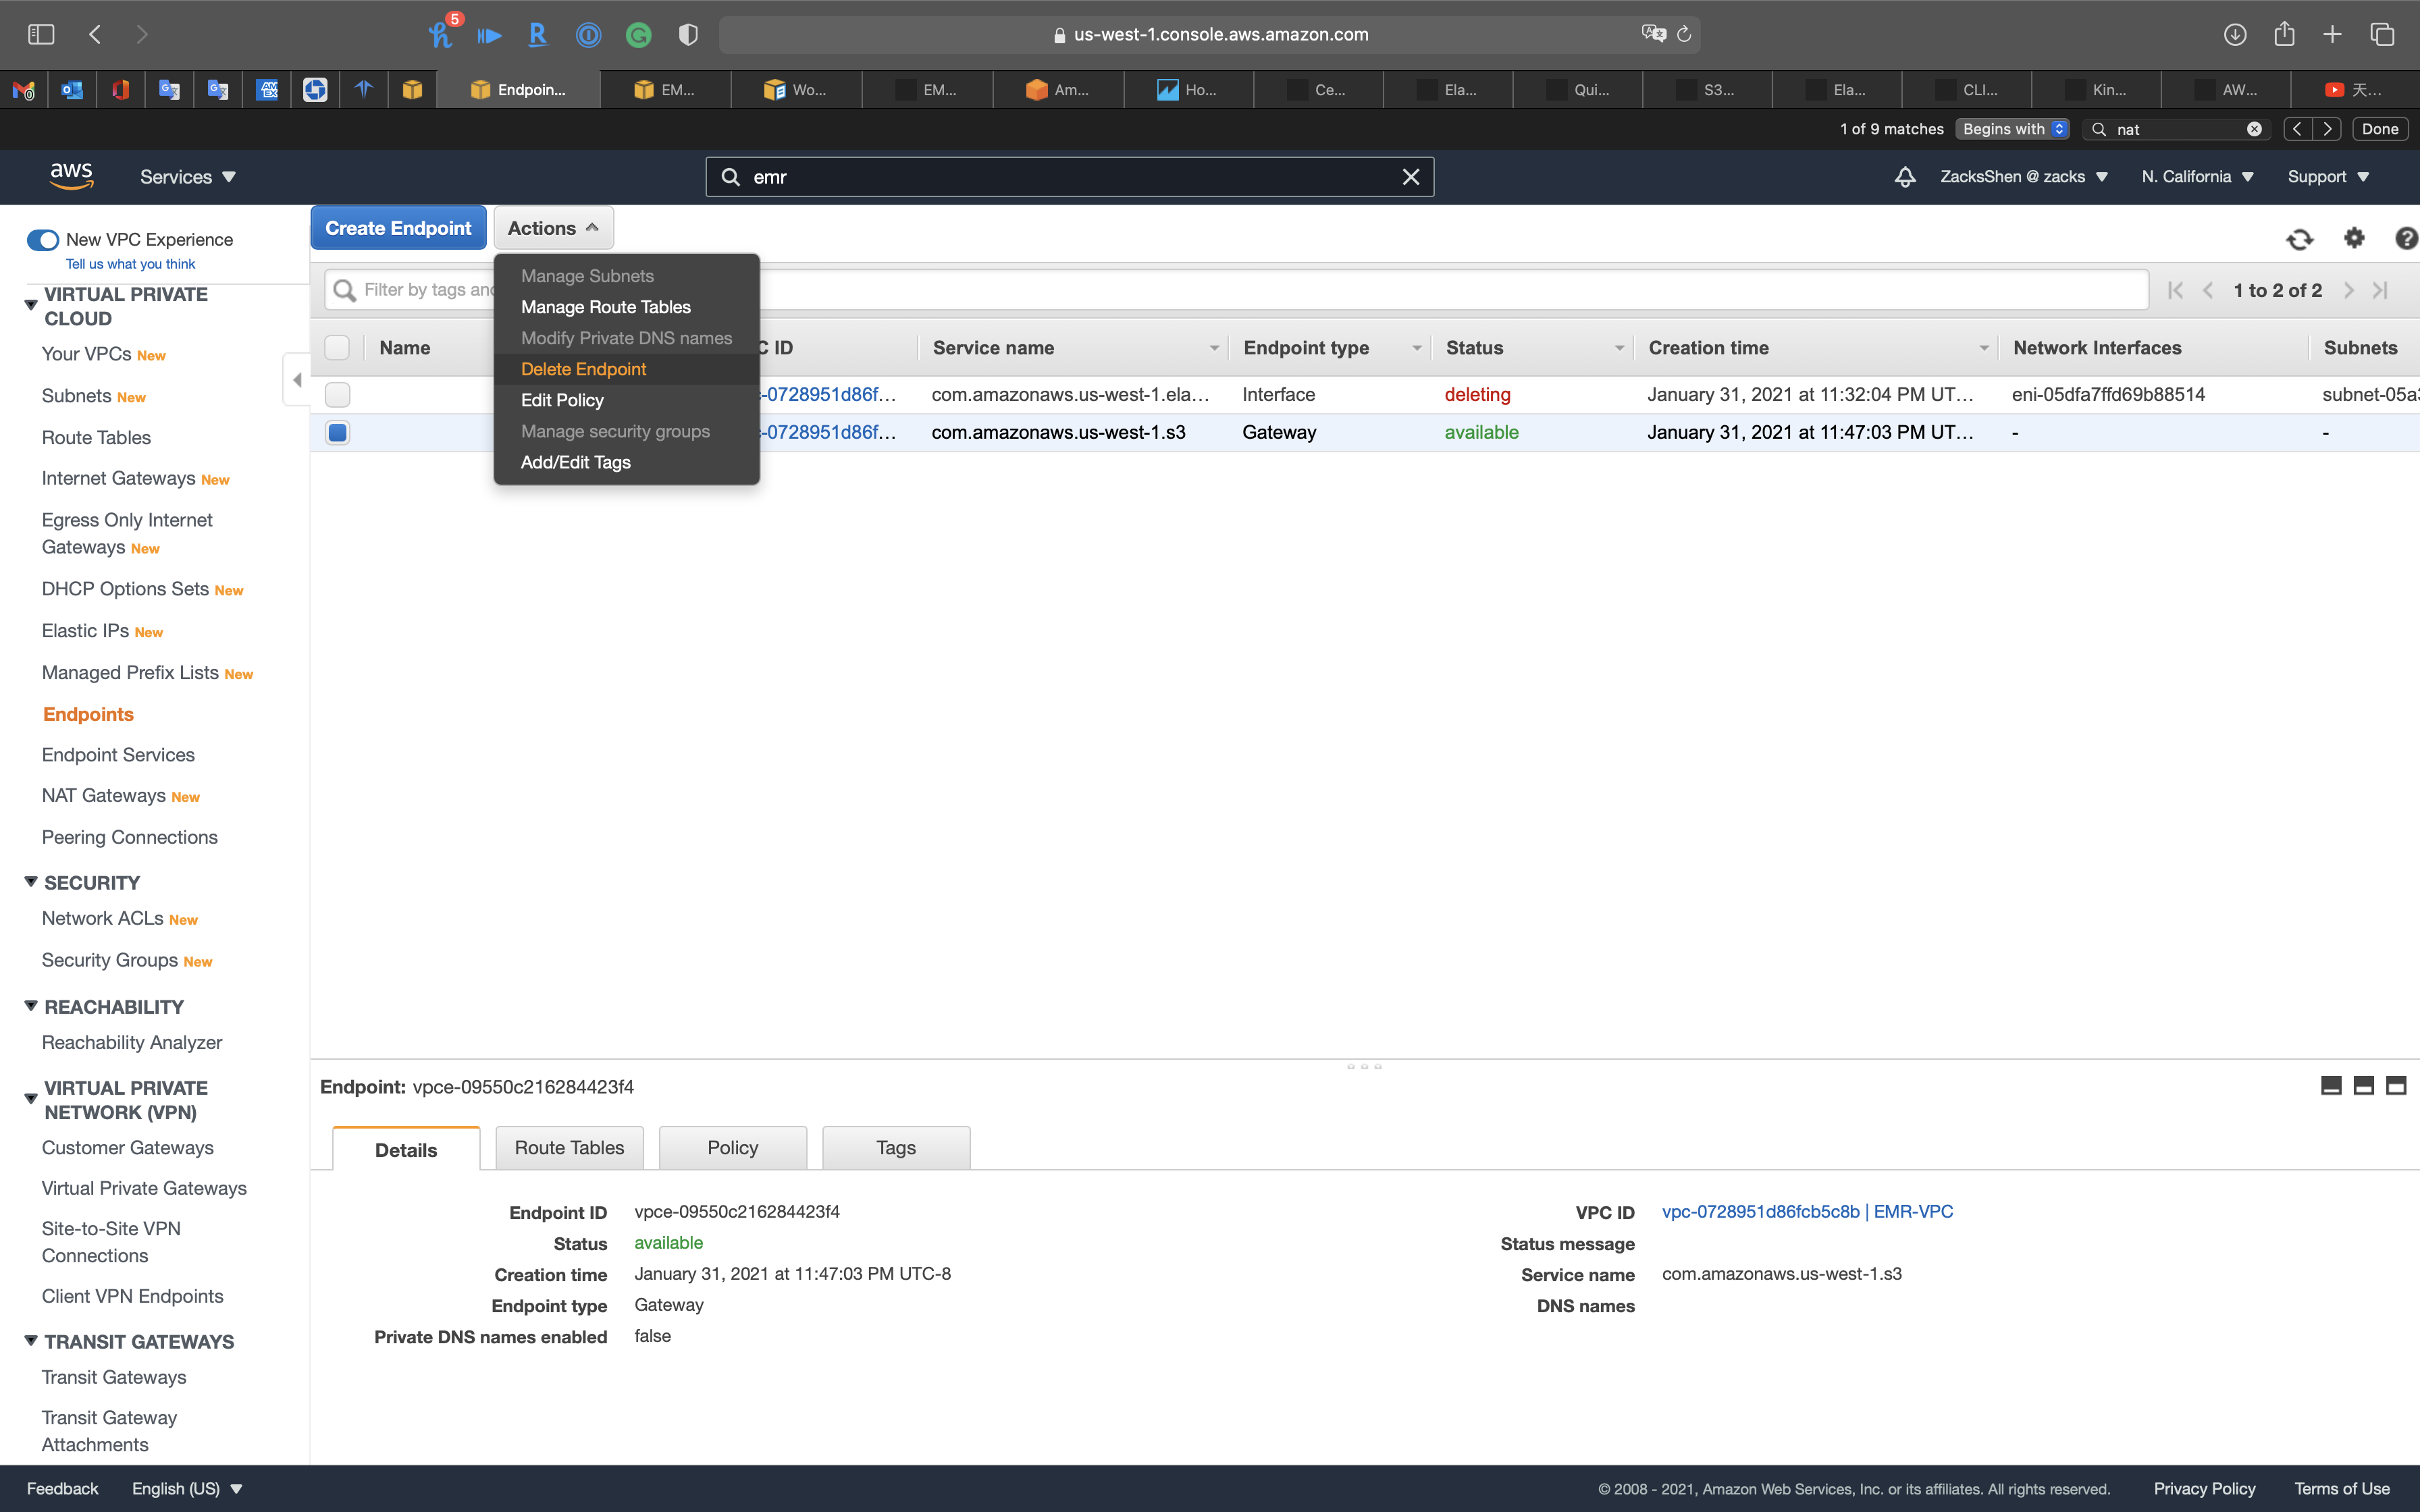 5
us-west-1.console.aws.amazon.com
Endpoin...
EM...
Wo...
EM...
Am...
Ho...
Ce...
Ela...
Qui...
S3...
Ela...
CLI...
Kin...
AW...
天...
1 of 9 matches
Begins with
nat
Done
aws
Services
emr
ZacksShen @ zacks
N. California
Support
New VPC Experience
Tell us what you think
VIRTUAL PRIVATE
CLOUD
Your VPCs New
Subnets New
Route Tables
Internet Gateways New
Egress Only Internet
Gateways New
DHCP Options Sets New
Elastic IPs New
Managed Prefix Lists New
Endpoints
Endpoint Services
NAT Gateways New
Peering Connections
SECURITY
Network ACLs New
Security Groups New
REACHABILITY
Reachability Analyzer
VIRTUAL PRIVATE
NETWORK (VPN)
Customer Gateways
Virtual Private Gateways
Site-to-Site VPN
Connections
Client VPN Endpoints
TRANSIT GATEWAYS
Transit Gateways
Transit Gateway
Attachments
Create Endpoint
Actions
Manage Subnets
Manage Route Tables
Modify Private DNS names
Delete Endpoint
Edit Policy
Manage security groups
Add/Edit Tags
Filter by tags and
1 to 2 of 2
Name C ID Service name Endpoint type Status Creation time Network Interfaces Subnets
-0728951d86f... com.amazonaws.us-west-1.ela... Interface deleting January 31, 2021 at 11:32:04 PM UT... eni-05dfa7ffd69b88514 subnet-05a
-0728951d86f... com.amazonaws.us-west-1.s3 Gateway available January 31, 2021 at 11:47:03 PM UT... - -
Endpoint: vpce-09550c216284423f4
Details
Route Tables
Policy
Tags
Endpoint ID vpce-09550c216284423f4
Status available
Creation time January 31, 2021 at 11:47:03 PM UTC-8
Endpoint type Gateway
Private DNS names enabled false
VPC ID vpc-0728951d86fcb5c8b | EMR-VPC
Status message
Service name com.amazonaws.us-west-1.s3
DNS names
Feedback
English (US)
© 2008 - 2021, Amazon Web Services, Inc. or its affiliates. All rights reserved.
Privacy Policy
Terms of Use